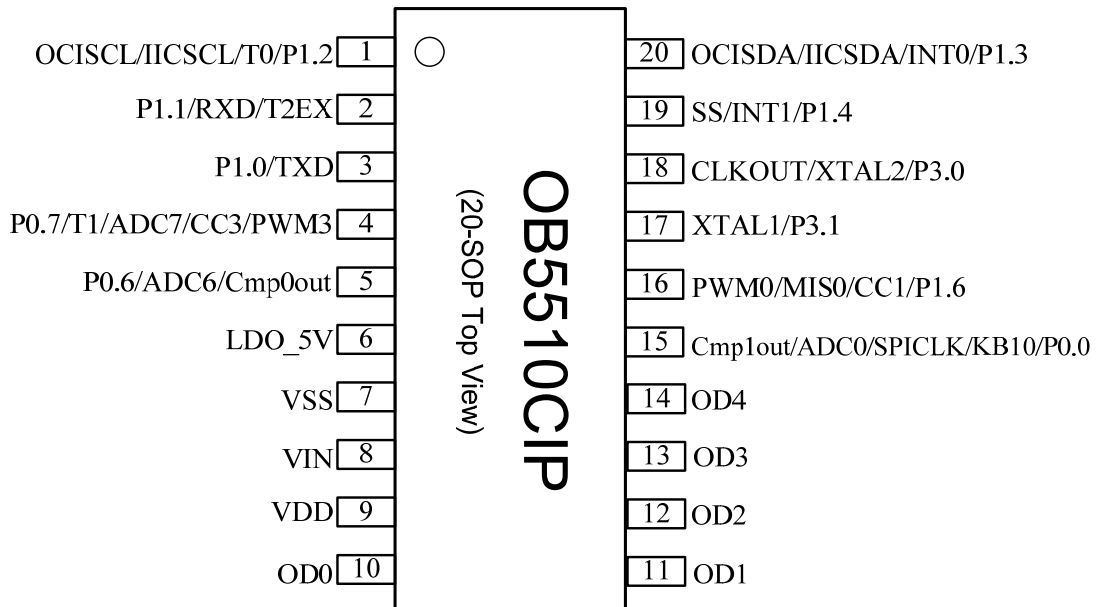 OCISCL/IICSCL/T0/P1.2 1
P1.1/RXD/T2EX 2
P1.0/TXD 3
P0.7/T1/ADC7/CC3/PWM3 4
P0.6/ADC6/Cmp0out 5
LDO_5V 6
VSS 7
VIN 8
VDD 9
OD0 10
OB5510CIP
(20-SOP Top View)
20 OCISDA/IICSDA/INT0/P1.3
19 SS/INT1/P1.4
18 CLKOUT/XTAL2/P3.0
17 XTAL1/P3.1
16 PWM0/MIS0/CC1/P1.6
15 Cmp1out/ADC0/SPICLK/KB10/P0.0
14 OD4
13 OD3
12 OD2
11 OD1